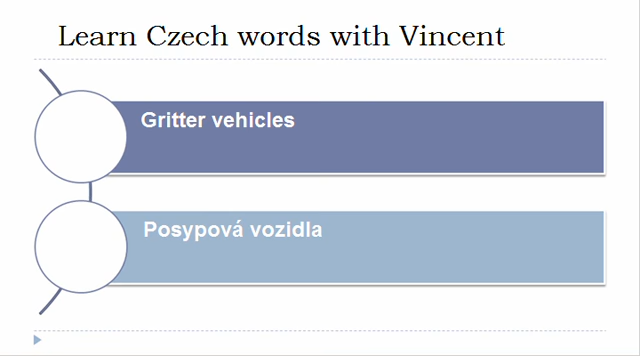 Learn Czech words with Vincent
Gritter vehicles
Posypová vozidla